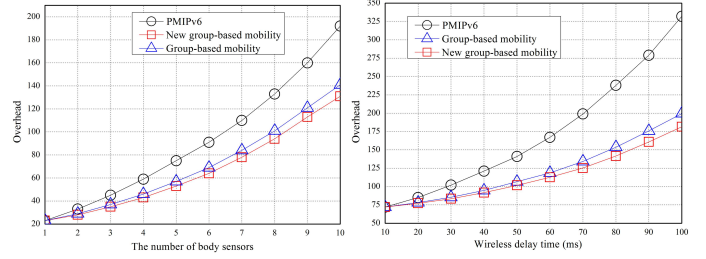 200
180
160
140
120
100
80
60
40
20
Overhead
PMIPv6
New group-based mobility
Group-based mobility
1 2 3 4 5 6 7 8 9 10
The number of body sensors
350
325
300
275
250
225
200
175
150
125
100
75
50
Overhead
PMIPv6
Group-based mobility
New group-based mobility
10 20 30 40 50 60 70 80 90 100
Wireless delay time (ms)